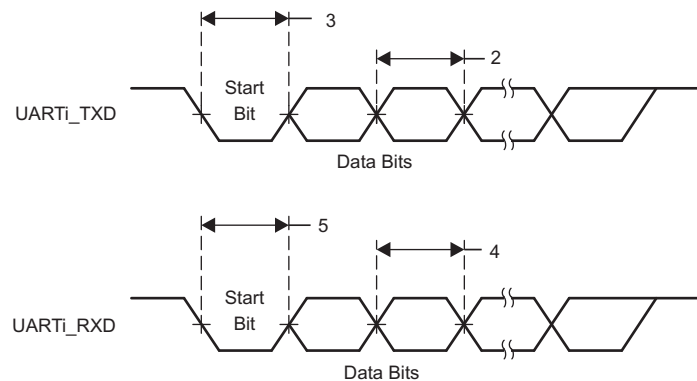 3
2
Start
Bit
UARTi_TXD
Data Bits
5
4
Start
Bit
UARTi_RXD
Data Bits